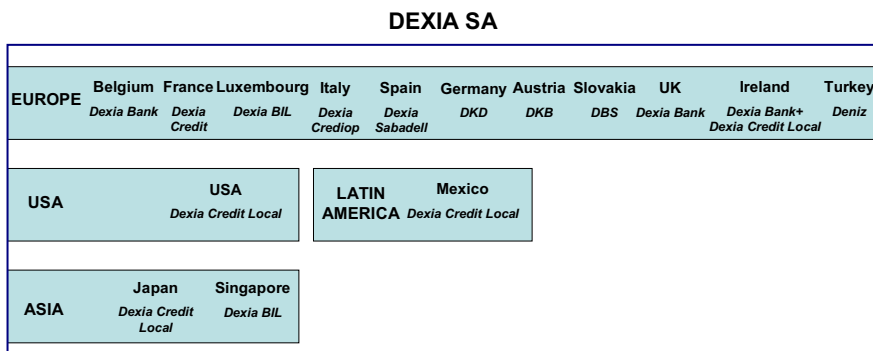 DEXIA SA
EUROPE
Belgium France Luxembourg Italy Spain Germany Austria Slovakia UK Ireland Turkey
Dexia Bank Dexia Credit Dexia BIL Dexia Crediop Dexia Sabadell DKD DKB DBS Dexia Bank Dexia Bank+ Dexia Credit Local Deniz
USA
USA
Dexia Credit Local
LATIN AMERICA
Mexico
Dexia Credit Local
ASIA
Japan Singapore
Dexia Credit Local Dexia BIL